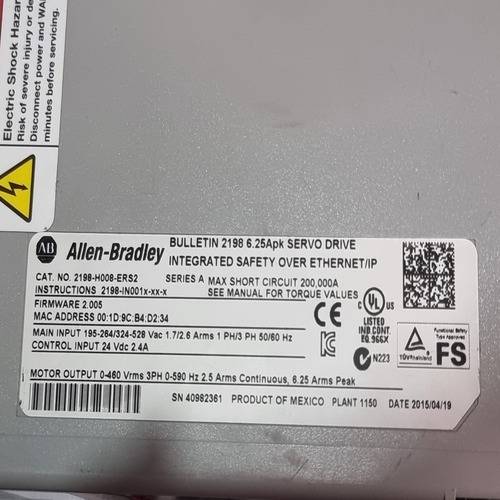 Electric Shock Hazar
Risk of severe injury or de
Disconnect power and WA
minutes before servicing.
AB
Allen-Bradley
BULLETIN 2198 6.25Apk SERVO DRIVE
INTEGRATED SAFETY OVER ETHERNET/IP
CAT. NO. 2198-H008-ERS2
SERIES A
MAX SHORT CIRCUIT 200,000A
INSTRUCTIONS 2198-IN001x-xx-x
SEE MANUAL FOR TORQUE VALUES
FIRMWARE 2.005
MAC ADDRESS 00:1D:9C:B4:D2:34
MAIN INPUT 195-264/324-528 Vac 1.7/2.6 Arms 1 PH/3 PH 50/60 Hz
CONTROL INPUT 24 Vdc 2.4A
MOTOR OUTPUT 0-460 Vrms 3PH 0-590 Hz 2.5 Arms Continuous, 6.25 Arms Peak
SN 40982361 PRODUCT OF MEXICO PLANT 1150 DATE 2015/04/19
CE
c UL US
LISTED
IND.CONT.
EQ.966X
N223
TÜVRheinland
Functional Safety
Type Approved
FS